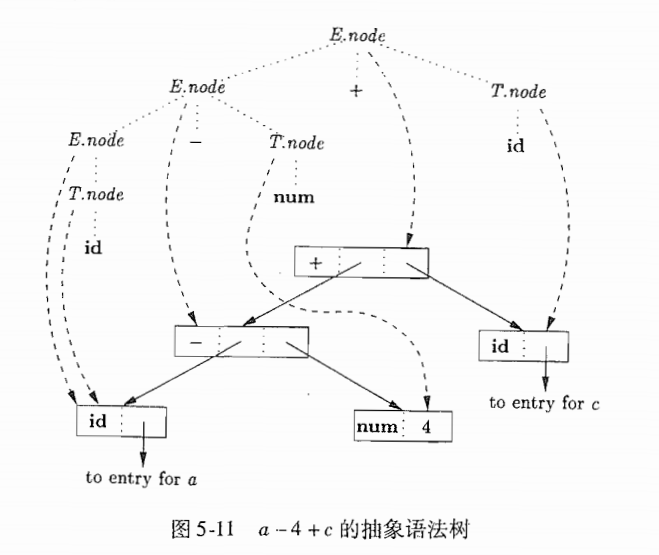 E.node
E.node + T.node
E.node - T.node id
T.node num
id
+
- id
to entry for c
id num 4
to entry for a
图 5-11 a-4+c 的抽象语法树